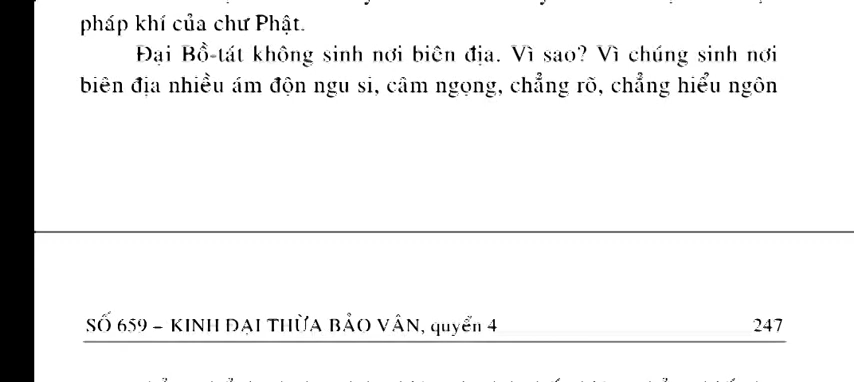 pháp khí của chư Phật.
Đại Bồ-tát không sinh nơi biên địa. Vì sao? Vì chúng sinh nơi
biên địa nhiều ám độn ngu si, câm ngọng, chẳng rõ, chẳng hiểu ngôn
SỐ 659 – KINH ĐẠI THỪA BẢO VÂN, quyển 4 247